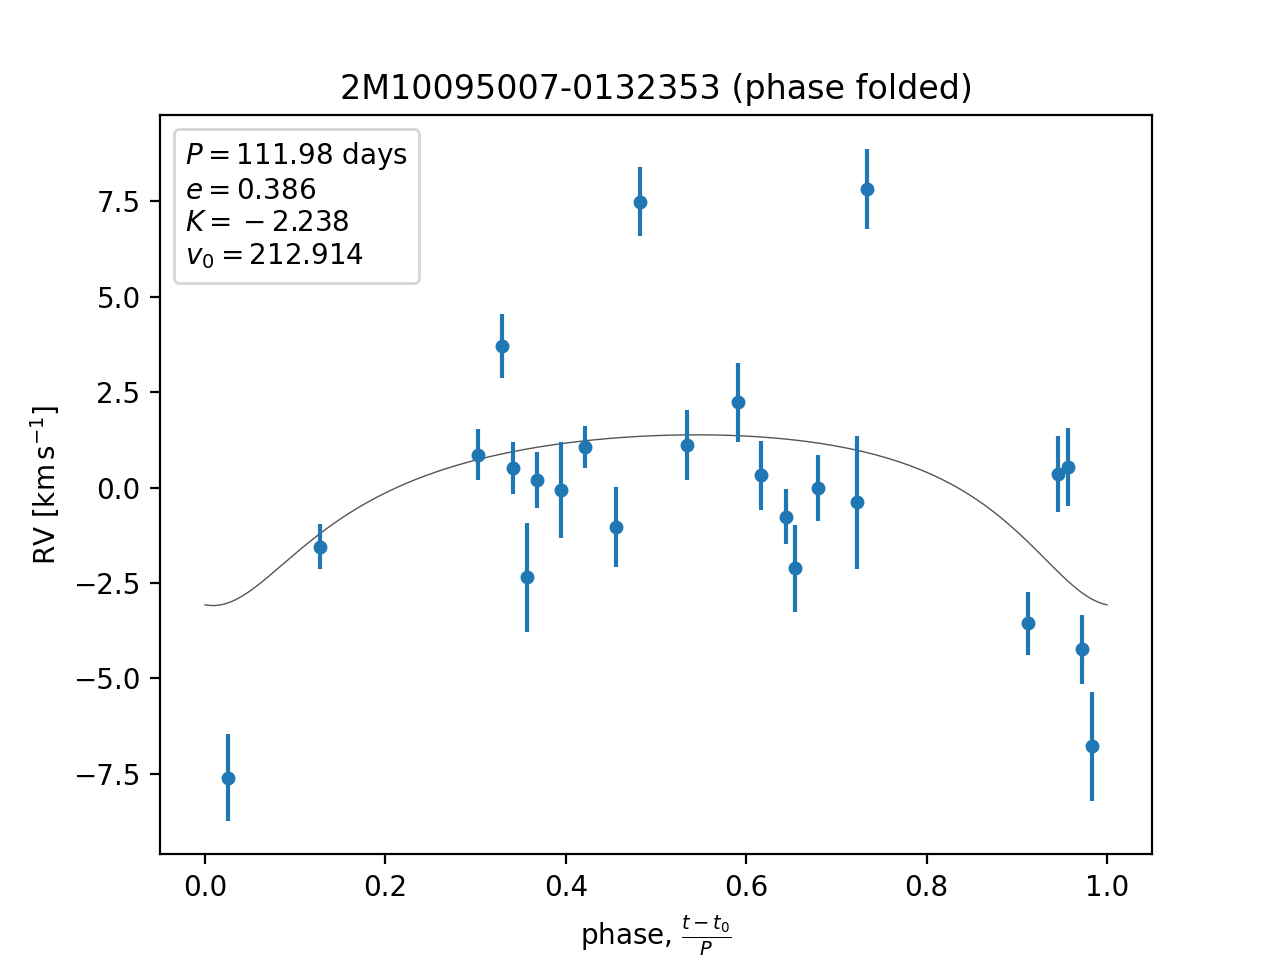 2M10095007-0132353 (phase folded)
P = 111.98 days
e = 0.386
K = −2.238
v₀ = 212.914
7.5
5.0
2.5
0.0
−2.5
−5.0
−7.5
RV [km s⁻¹]
0.0 0.2 0.4 0.6 0.8 1.0
phase, (t − t₀)/P